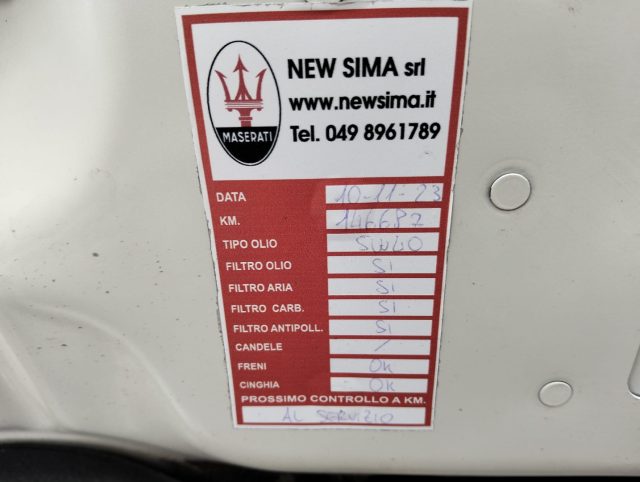 MASERATI
NEW SIMA srl
www.newsima.it
Tel. 049 8961789
DATA 10-11-23
KM. 146687
TIPO OLIO 5W40
FILTRO OLIO SI
FILTRO ARIA SI
FILTRO CARB. SI
FILTRO ANTIPOLL. SI
CANDELE /
FRENI OK
CINGHIA OK
PROSSIMO CONTROLLO A KM.
AL SERVIZIO